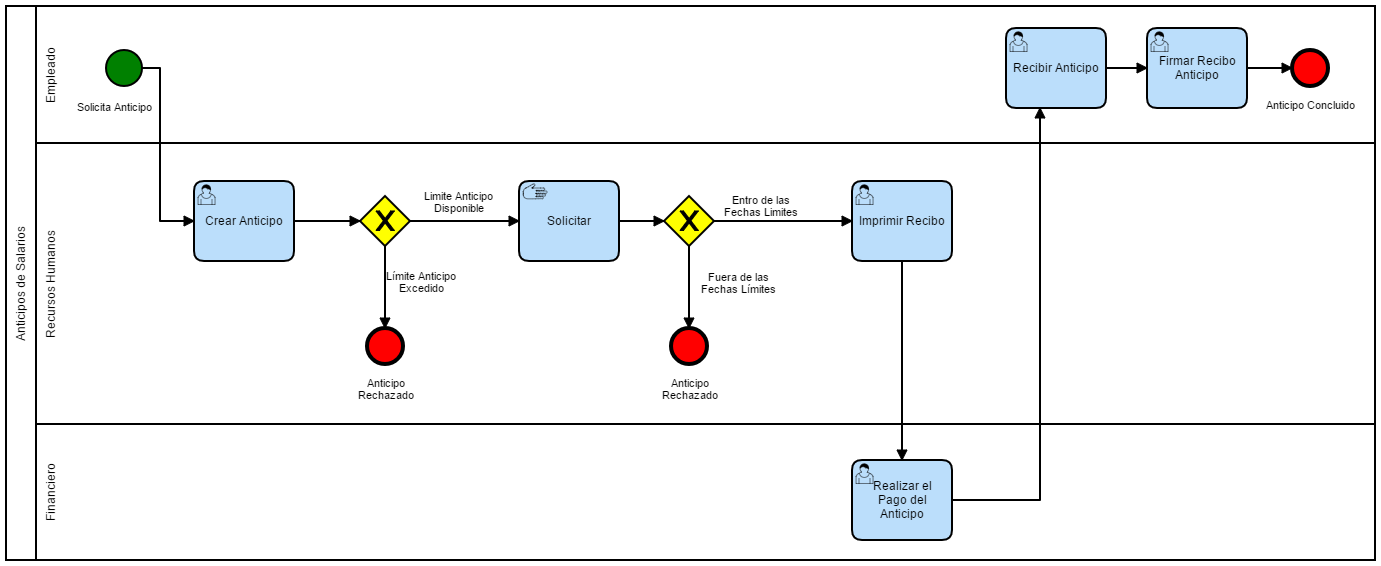 Anticipos de Salarios
Empleado
Solicita Anticipo
Recibir Anticipo
Firmar Recibo
Anticipo
Anticipo Concluido
Recursos Humanos
Crear Anticipo
Limite Anticipo
Disponible
Límite Anticipo
Excedido
Anticipo
Rechazado
Solicitar
Entro de las
Fechas Limites
Fuera de las
Fechas Límites
Anticipo
Rechazado
Imprimir Recibo
Financiero
Realizar el
Pago del
Anticipo